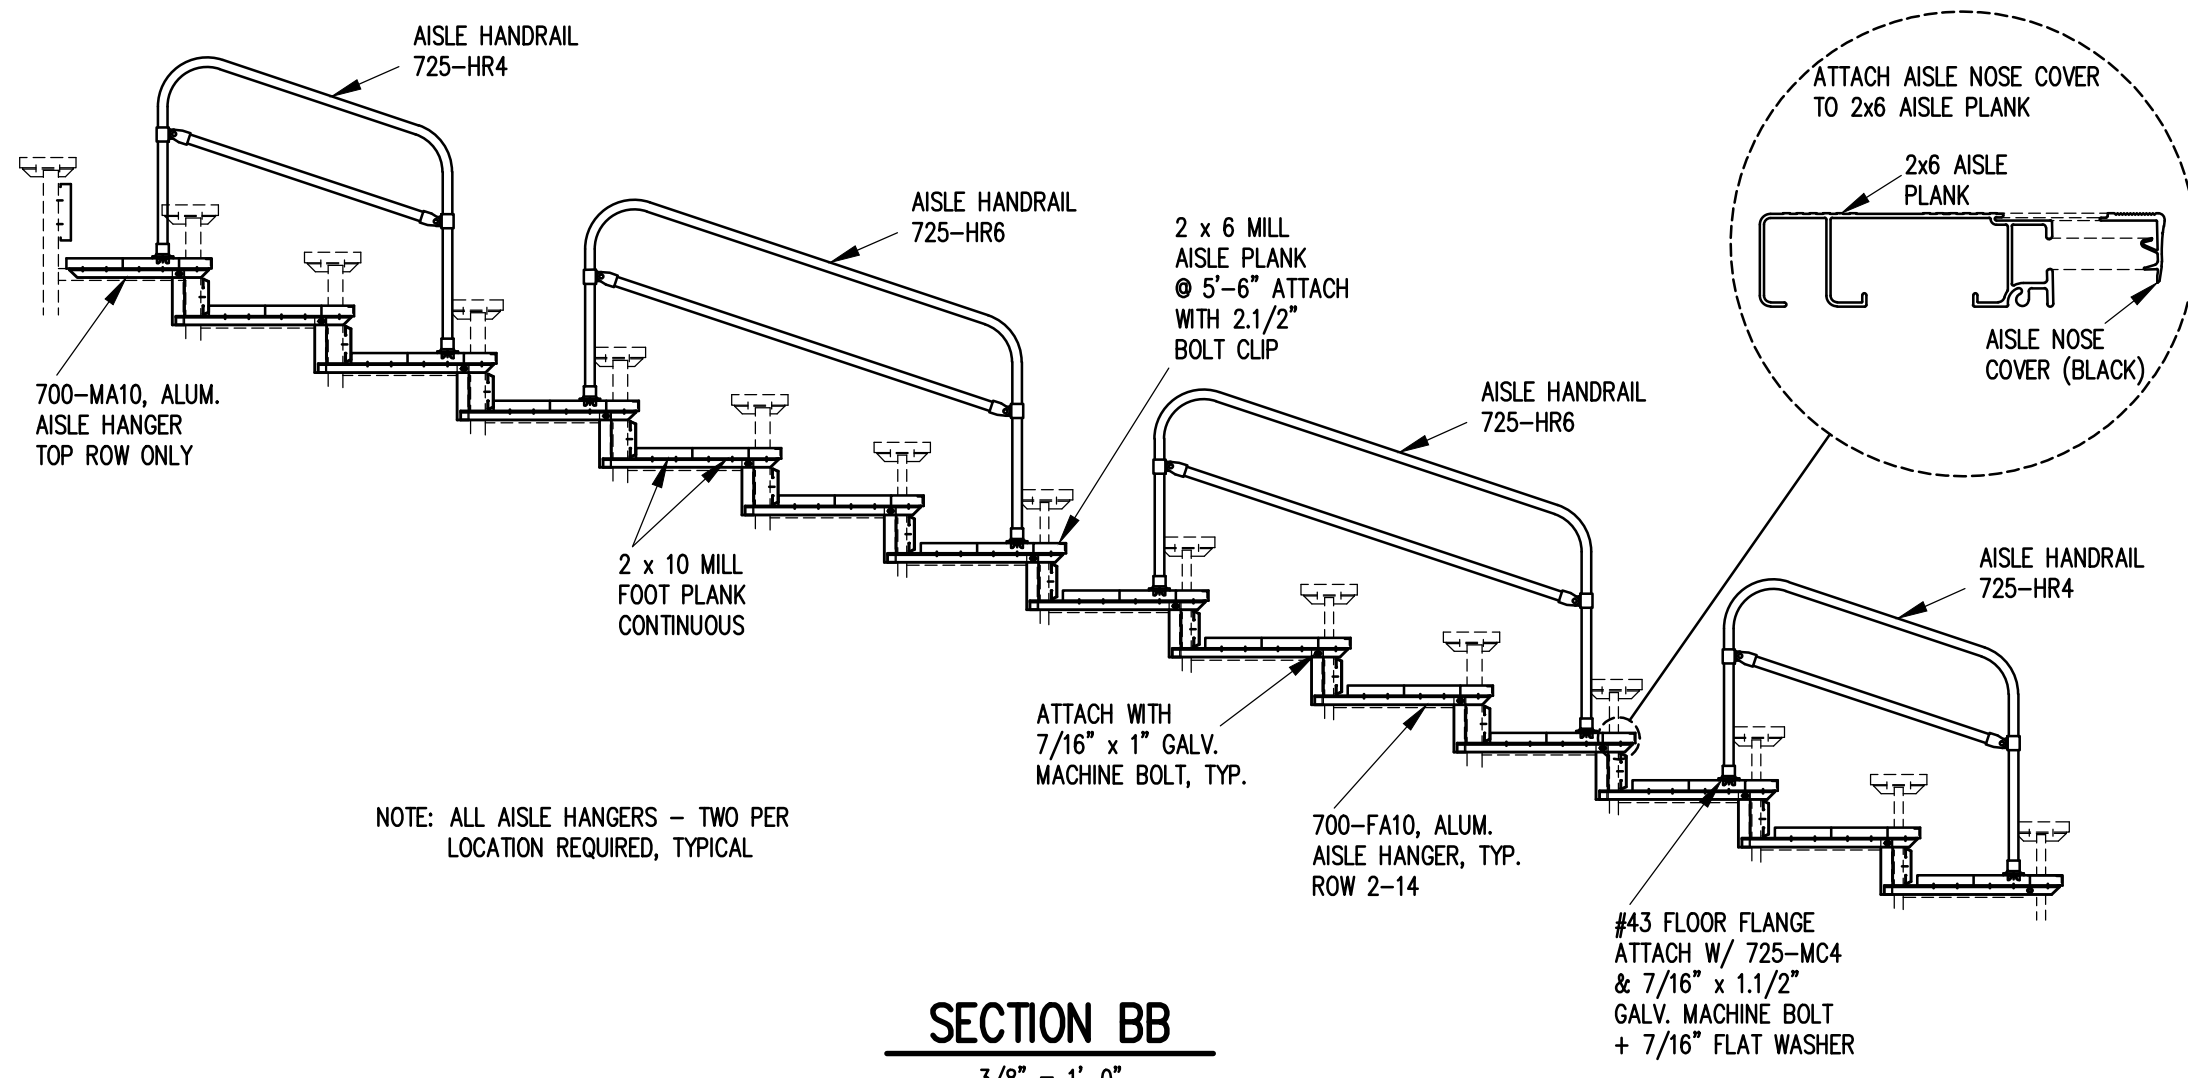 AISLE HANDRAIL
725-HR4
AISLE HANDRAIL
725-HR6
2 x 6 MILL
AISLE PLANK
@ 5'-6" ATTACH
WITH 2.1/2"
BOLT CLIP
ATTACH AISLE NOSE COVER
TO 2x6 AISLE PLANK
2x6 AISLE
PLANK
AISLE NOSE
COVER (BLACK)
700-MA10, ALUM.
AISLE HANGER
TOP ROW ONLY
AISLE HANDRAIL
725-HR6
2 x 10 MILL
FOOT PLANK
CONTINUOUS
AISLE HANDRAIL
725-HR4
ATTACH WITH
7/16" x 1" GALV.
MACHINE BOLT, TYP.
NOTE: ALL AISLE HANGERS – TWO PER
LOCATION REQUIRED, TYPICAL
700-FA10, ALUM.
AISLE HANGER, TYP.
ROW 2-14
#43 FLOOR FLANGE
ATTACH W/ 725-MC4
& 7/16" x 1.1/2"
GALV. MACHINE BOLT
+ 7/16" FLAT WASHER
SECTION BB
3/8" = 1'-0"